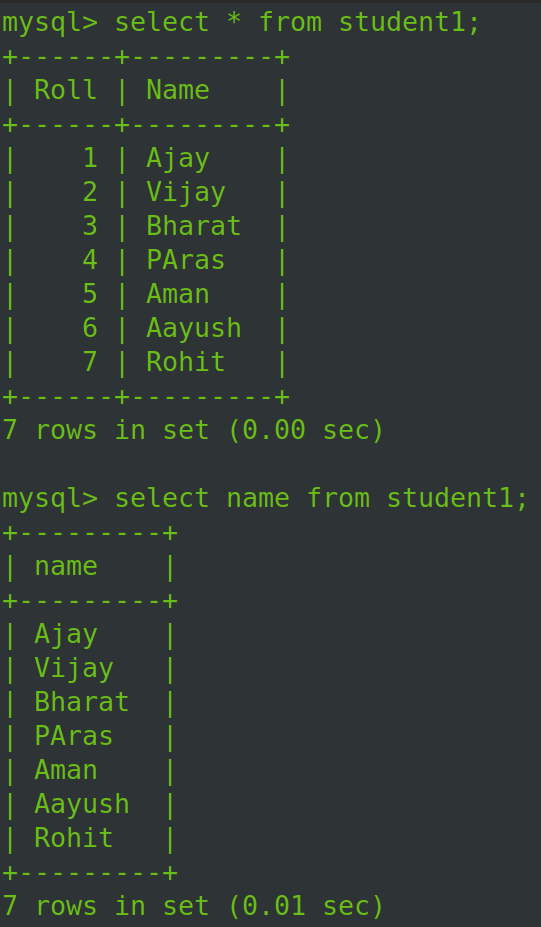 mysql> select * from student1;
+------+---------+
| Roll | Name    |
+------+---------+
|    1 | Ajay    |
|    2 | Vijay   |
|    3 | Bharat  |
|    4 | PAras   |
|    5 | Aman    |
|    6 | Aayush  |
|    7 | Rohit   |
+------+---------+
7 rows in set (0.00 sec)

mysql> select name from student1;
+---------+
| name    |
+---------+
| Ajay    |
| Vijay   |
| Bharat  |
| PAras   |
| Aman    |
| Aayush  |
| Rohit   |
+---------+
7 rows in set (0.01 sec)